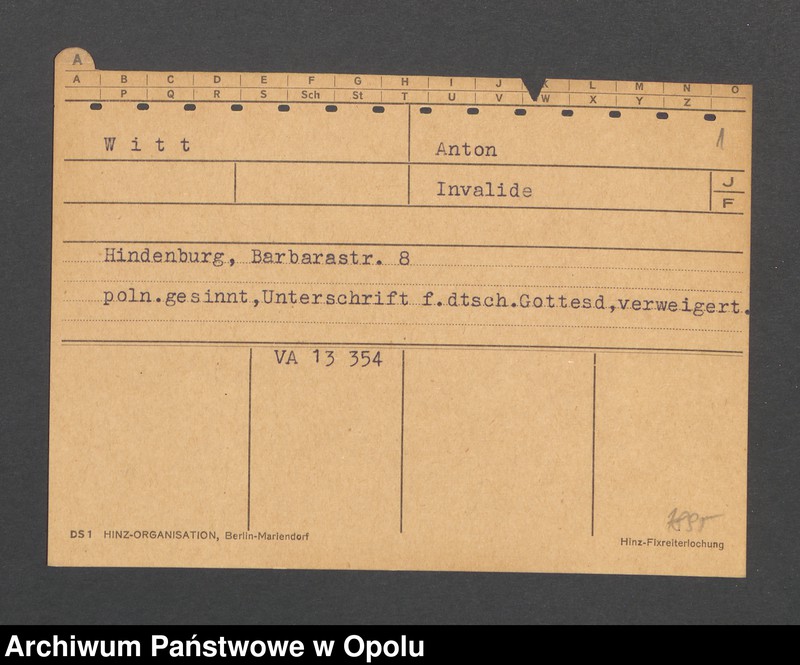 A
A B C D E F G H I J K L M N O
P Q R S Sch St T U V W X Y Z
Witt
Anton
1
Invalide
J
F
Hindenburg, Barbarastr. 8
poln.gesinnt,Unterschrift f.dtsch.Gottesd,verweigert.
VA 13 354
DS1 HINZ-ORGANISATION, Berlin-Mariendorf
Hinz-Fixreiterlochung
Archiwum Państwowe w Opolu